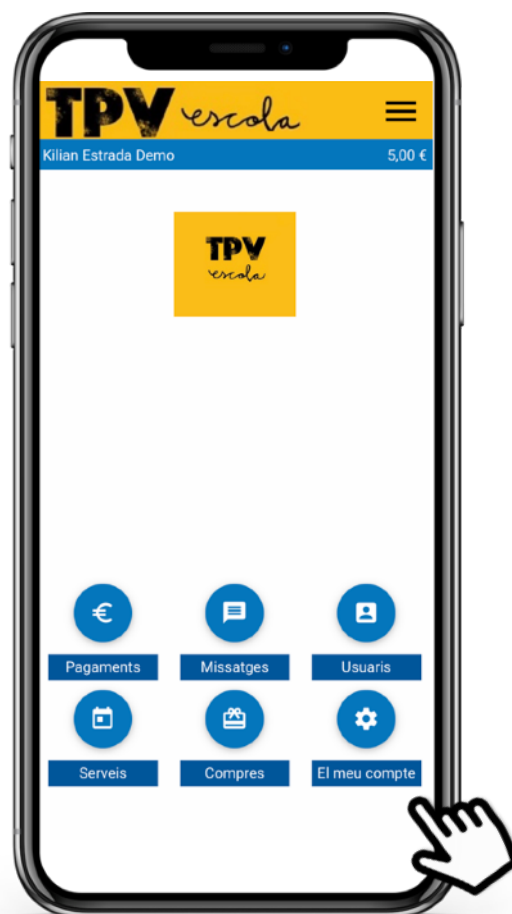 TPV escola
Kilian Estrada Demo 5,00 €
TPV
escola
Pagaments Missatges Usuaris
Serveis Compres El meu compte